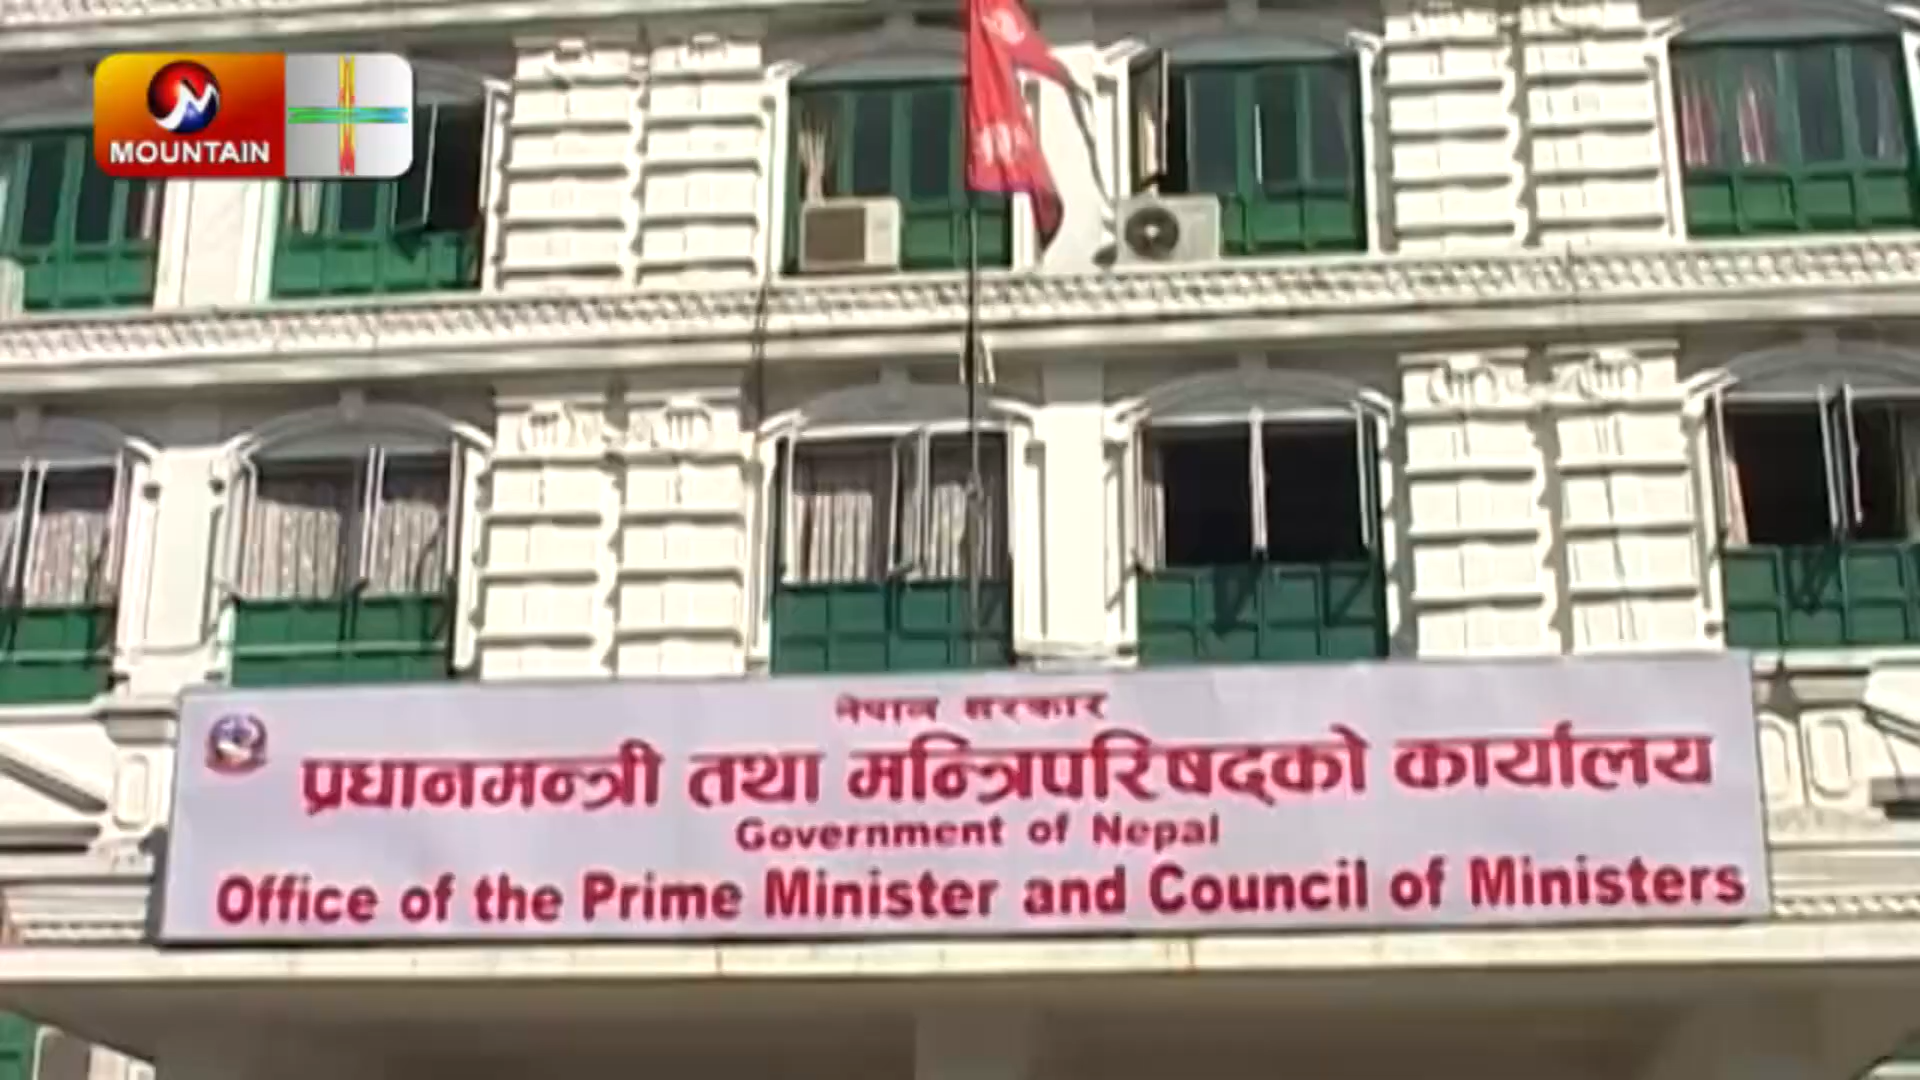 MOUNTAIN
नेपाल सरकार
प्रधानमन्त्री तथा मन्त्रिपरिषद्को कार्यालय
Government of Nepal
Office of the Prime Minister and Council of Ministers